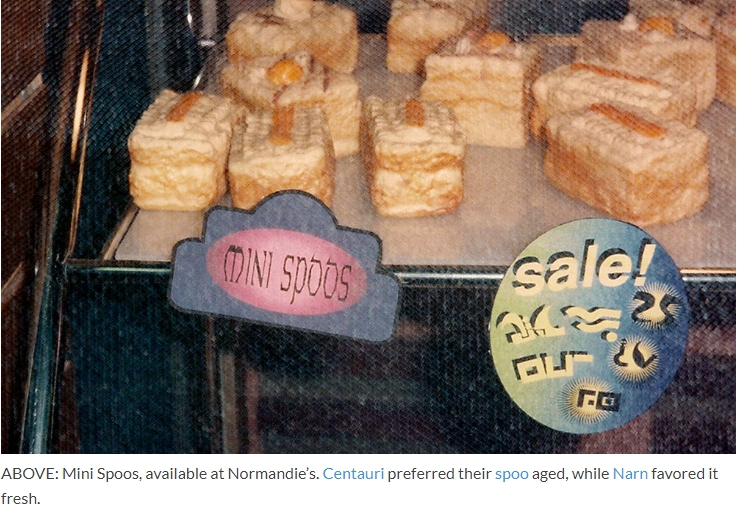 MINI SPOOS
sale!
ABOVE: Mini Spoos, available at Normandie's. Centauri preferred their spoo aged, while Narn favored it
fresh.